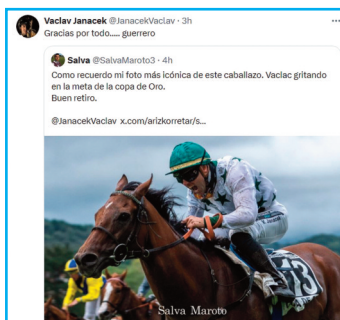 Vaclav Janacek @JanacekVaclav · 3h
Gracias por todo..... guerrero
Salva @SalvaMaroto3 · 4h
Como recuerdo mi foto más icónica de este caballazo. Vaclac gritando
en la meta de la copa de Oro.
Buen retiro.
@JanacekVaclav x.com/arizkorretar/s...
13
Salva Maroto